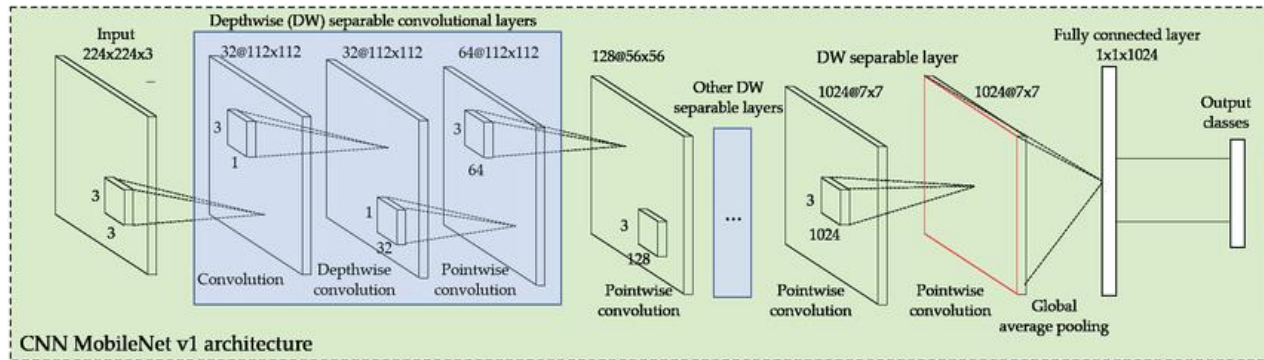 Depthwise (DW) separable convolutional layers
Input
224x224x3
32@112x112
32@112x112
64@112x112
128@56x56
DW separable layer
1024@7x7
1024@7x7
Fully connected layer
1x1x1024
Other DW
separable layers
Output
classes
3
3
3
1
1
32
3
64
3
128
...
3
1024
Convolution
Depthwise
convolution
Pointwise
convolution
Pointwise
convolution
Pointwise
convolution
Pointwise
convolution
Global
average pooling
CNN MobileNet v1 architecture